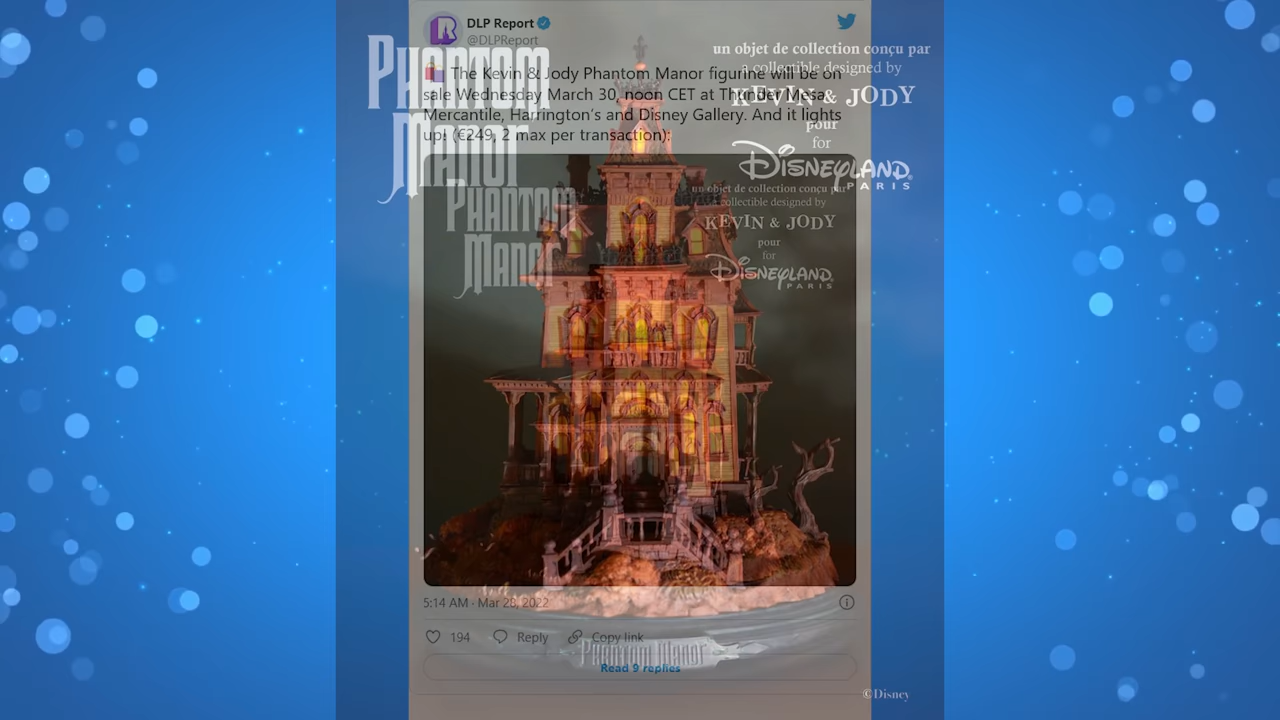 DLP Report
@DLPReport
The Kevin & Jody Phantom Manor figurine will be on
sale Wednesday March 30, noon CET at Thunder Mesa
Mercantile, Harrington's and Disney Gallery. And it lights
up! (€249, 2 max per transaction):
PHANTOM
MANOR
un objet de collection conçu par
a collectible designed by
KEVIN & JODY
pour
for
DISNEYLAND
PARIS
PHANTOM
MANOR
un objet de collection conçu par
collectible designed by
KEVIN & JODY
pour
for
DISNEYLAND
PARIS
5:14 AM · Mar 28, 2022
194 Reply Copy link
Phantom Manor
Read 9 replies
©Disney